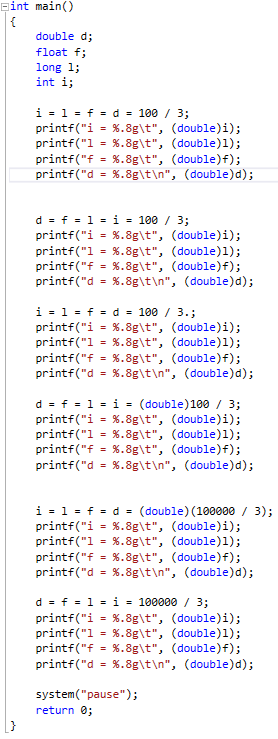 int main()
{
double d;
float f;
long l;
int i;
i = l = f = d = 100 / 3;
printf("i = %.8g\t", (double)i);
printf("l = %.8g\t", (double)l);
printf("f = %.8g\t", (double)f);
printf("d = %.8g\t\n", (double)d);
d = f = l = i = 100 / 3;
printf("i = %.8g\t", (double)i);
printf("l = %.8g\t", (double)l);
printf("f = %.8g\t", (double)f);
printf("d = %.8g\t\n", (double)d);
i = l = f = d = 100 / 3.;
printf("i = %.8g\t", (double)i);
printf("l = %.8g\t", (double)l);
printf("f = %.8g\t", (double)f);
printf("d = %.8g\t\n", (double)d);
d = f = l = i = (double)100 / 3;
printf("i = %.8g\t", (double)i);
printf("l = %.8g\t", (double)l);
printf("f = %.8g\t", (double)f);
printf("d = %.8g\t\n", (double)d);
i = l = f = d = (double)(100000 / 3);
printf("i = %.8g\t", (double)i);
printf("l = %.8g\t", (double)l);
printf("f = %.8g\t", (double)f);
printf("d = %.8g\t\n", (double)d);
d = f = l = i = 100000 / 3;
printf("i = %.8g\t", (double)i);
printf("l = %.8g\t", (double)l);
printf("f = %.8g\t", (double)f);
printf("d = %.8g\t\n", (double)d);
system("pause");
return 0;
}